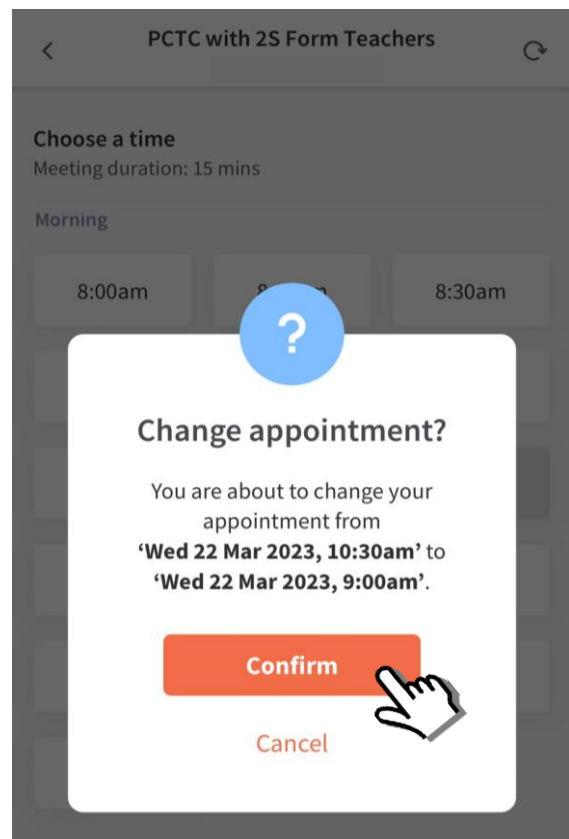 PCTC with 2S Form Teachers
Choose a time
Meeting duration: 15 mins
Morning
8:00am
8:30am
?
Change appointment?
You are about to change your
appointment from
‘Wed 22 Mar 2023, 10:30am’ to
‘Wed 22 Mar 2023, 9:00am’.
Confirm
Cancel